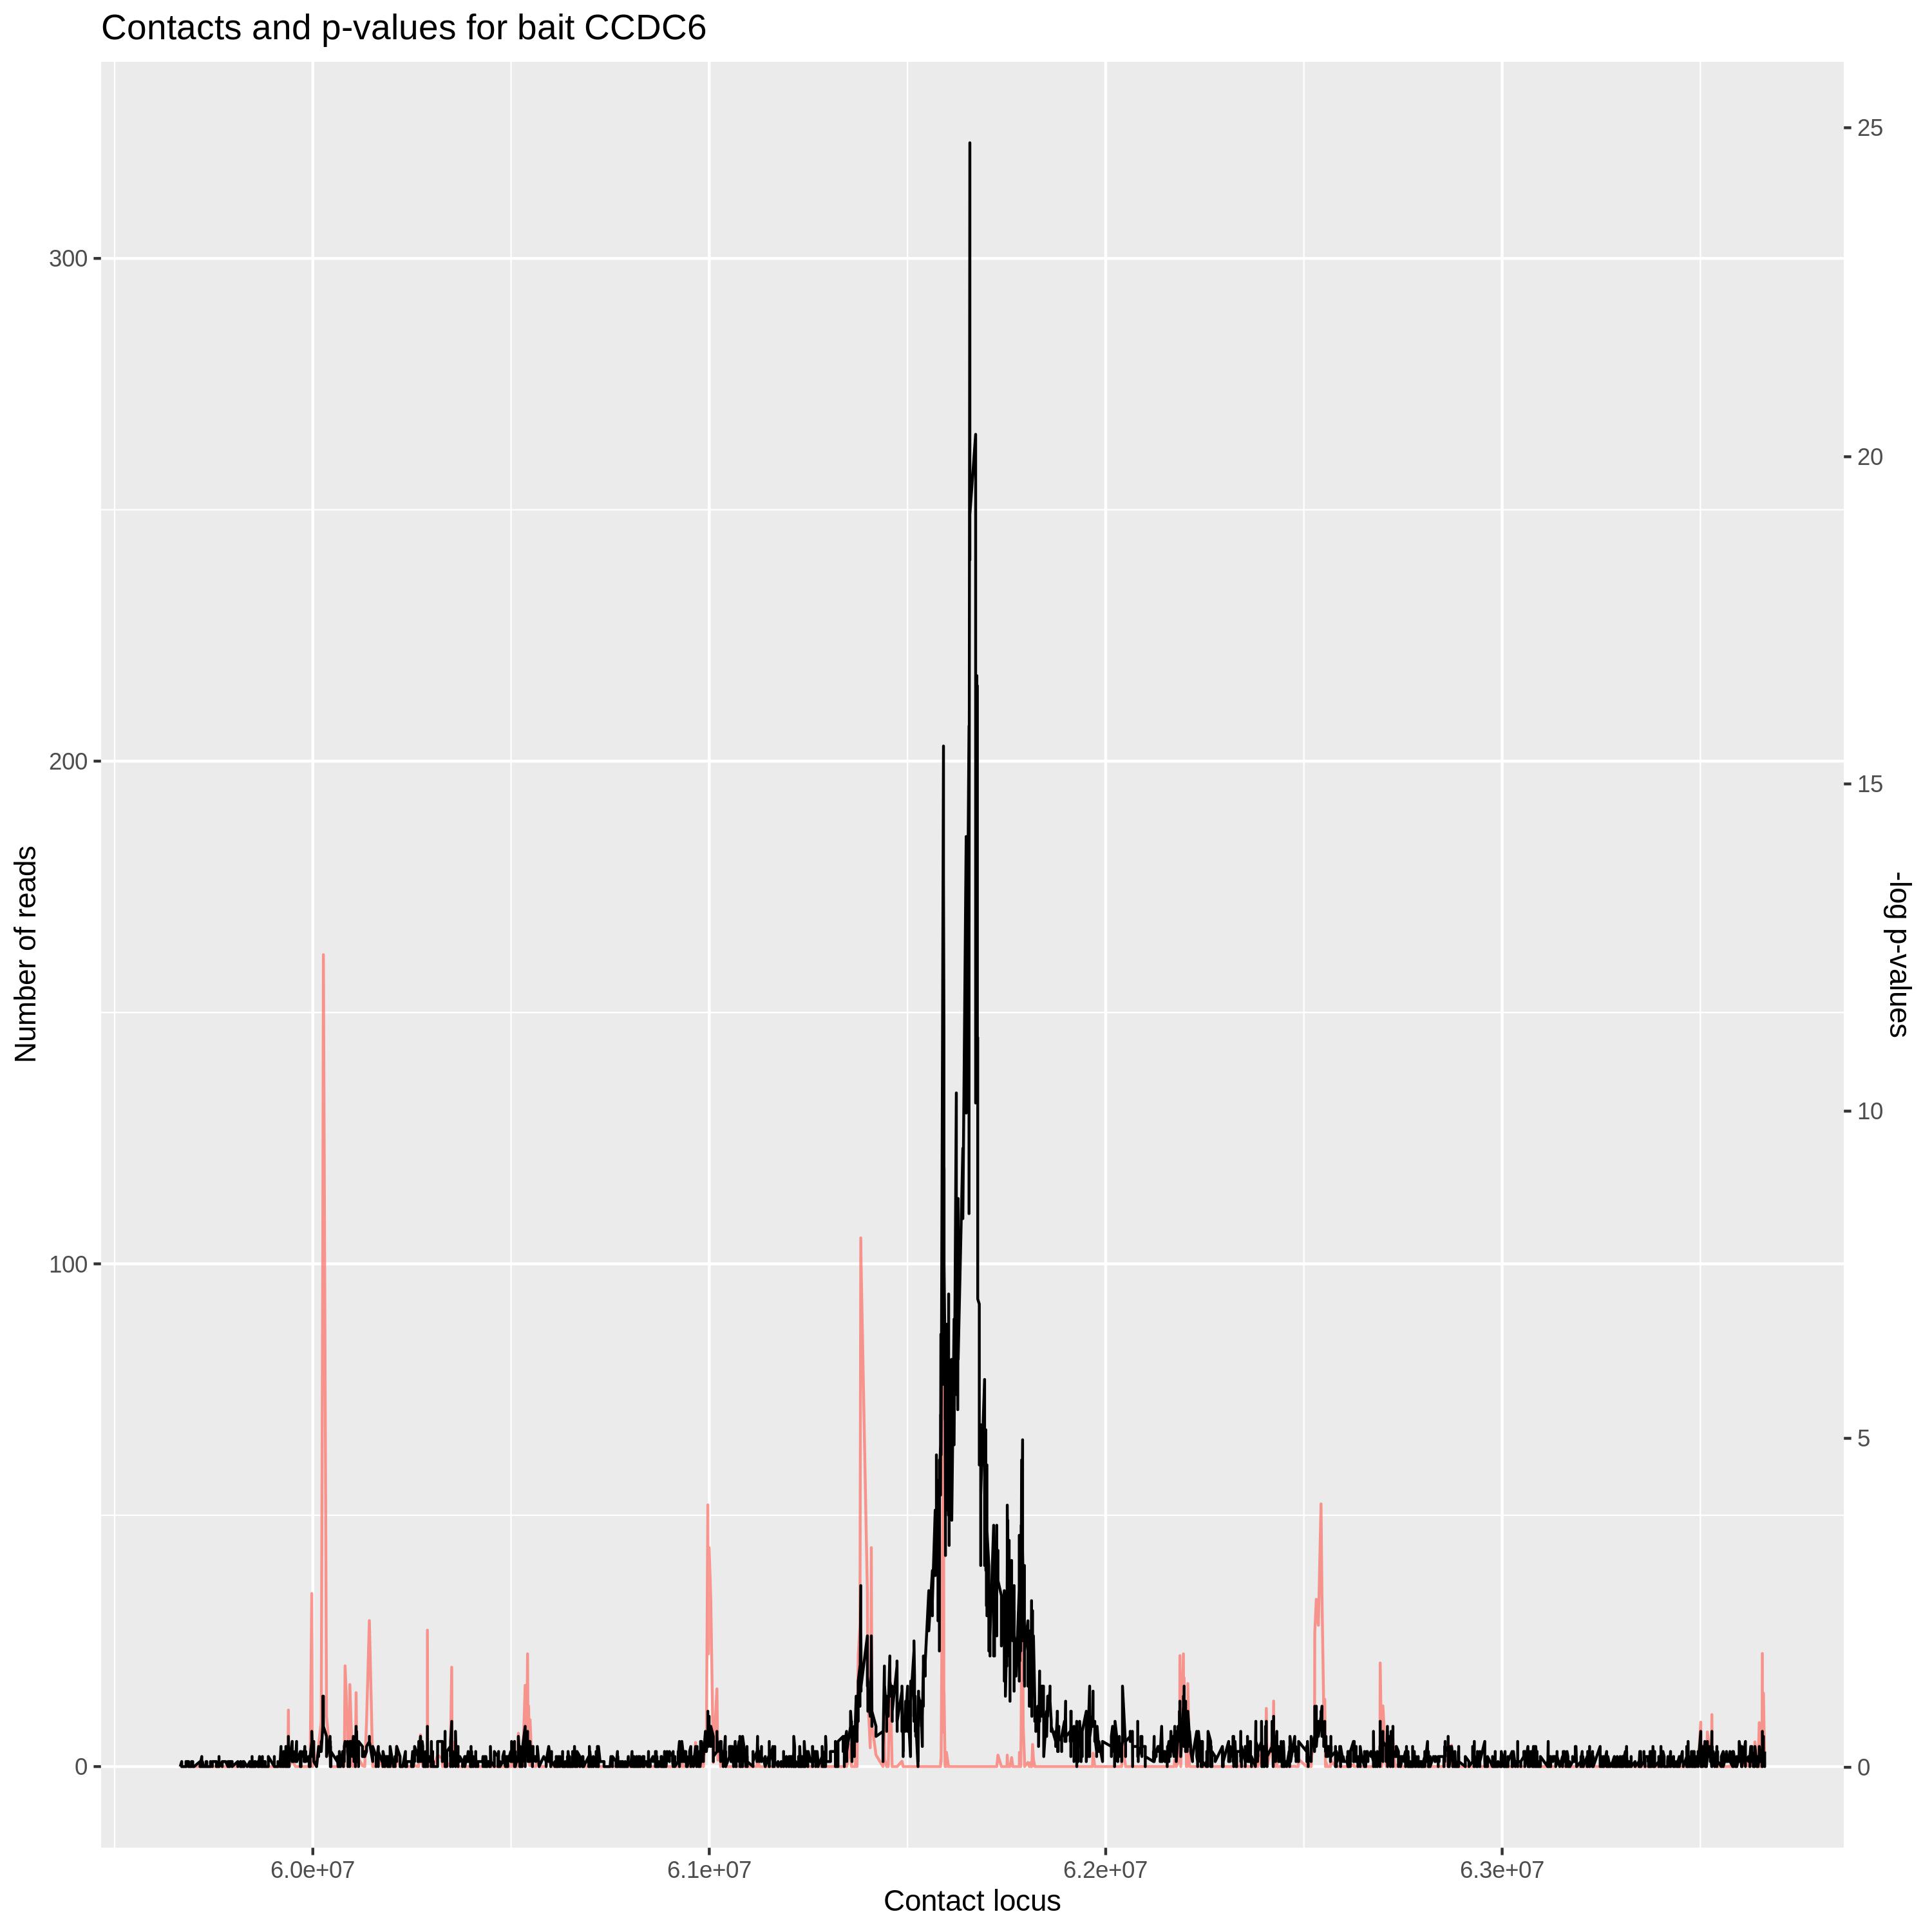 Contacts and p-values for bait CCDC6
300
200
100
0
Number of reads
25
20
15
10
5
0
-log p-values
6.0e+07
6.1e+07
6.2e+07
6.3e+07
Contact locus